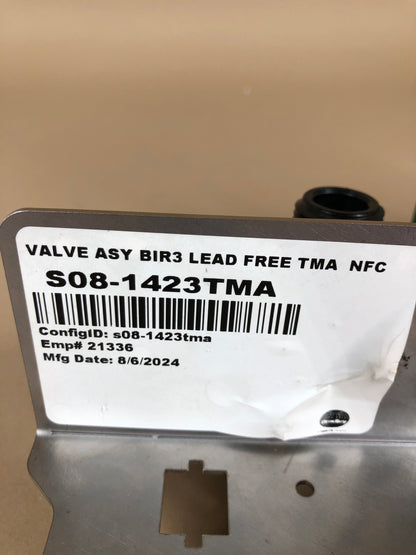 VALVE ASY BIR3 LEAD FREE TMA NFC
S08-1423TMA
ConfigID: s08-1423tma
Emp# 21336
Mfg Date: 8/6/2024